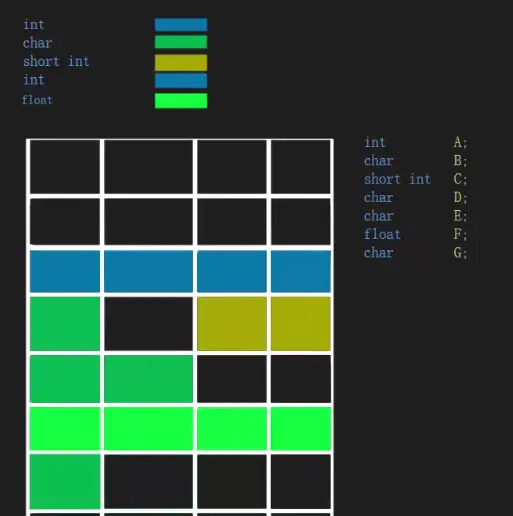 int
char
short int
int
float
int A;
char B;
short int C;
char D;
char E;
float F;
char G;